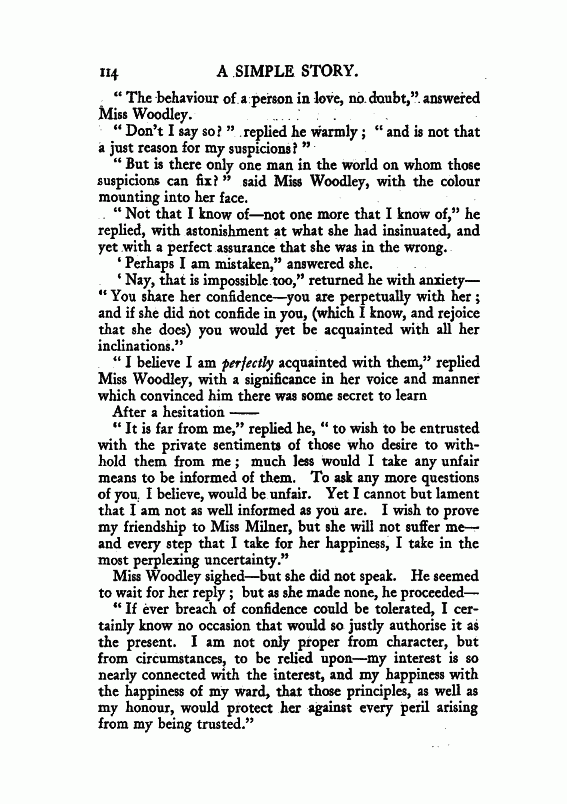 114 A SIMPLE STORY.
" The behaviour of a person in love, no doubt," answered
Miss Woodley.
" Don't I say so? " replied he warmly ; " and is not that
a just reason for my suspicions? "
" But is there only one man in the world on whom those
suspicions can fix? " said Miss Woodley, with the colour
mounting into her face.
" Not that I know of—not one more that I know of," he
replied, with astonishment at what she had insinuated, and
yet with a perfect assurance that she was in the wrong.
' Perhaps I am mistaken," answered she.
' Nay, that is impossible too," returned he with anxiety—
" You share her confidence—you are perpetually with her ;
and if she did not confide in you, (which I know, and rejoice
that she does) you would yet be acquainted with all her
inclinations."
" I believe I am perfectly acquainted with them," replied
Miss Woodley, with a significance in her voice and manner
which convinced him there was some secret to learn
After a hesitation ——
" It is far from me," replied he, " to wish to be entrusted
with the private sentiments of those who desire to with-
hold them from me ; much less would I take any unfair
means to be informed of them. To ask any more questions
of you, I believe, would be unfair. Yet I cannot but lament
that I am not as well informed as you are. I wish to prove
my friendship to Miss Milner, but she will not suffer me—
and every step that I take for her happiness, I take in the
most perplexing uncertainty."
Miss Woodley sighed—but she did not speak. He seemed
to wait for her reply ; but as she made none, he proceeded—
" If ever breach of confidence could be tolerated, I cer-
tainly know no occasion that would so justly authorise it as
the present. I am not only proper from character, but
from circumstances, to be relied upon—my interest is so
nearly connected with the interest, and my happiness with
the happiness of my ward, that those principles, as well as
my honour, would protect her against every peril arising
from my being trusted."